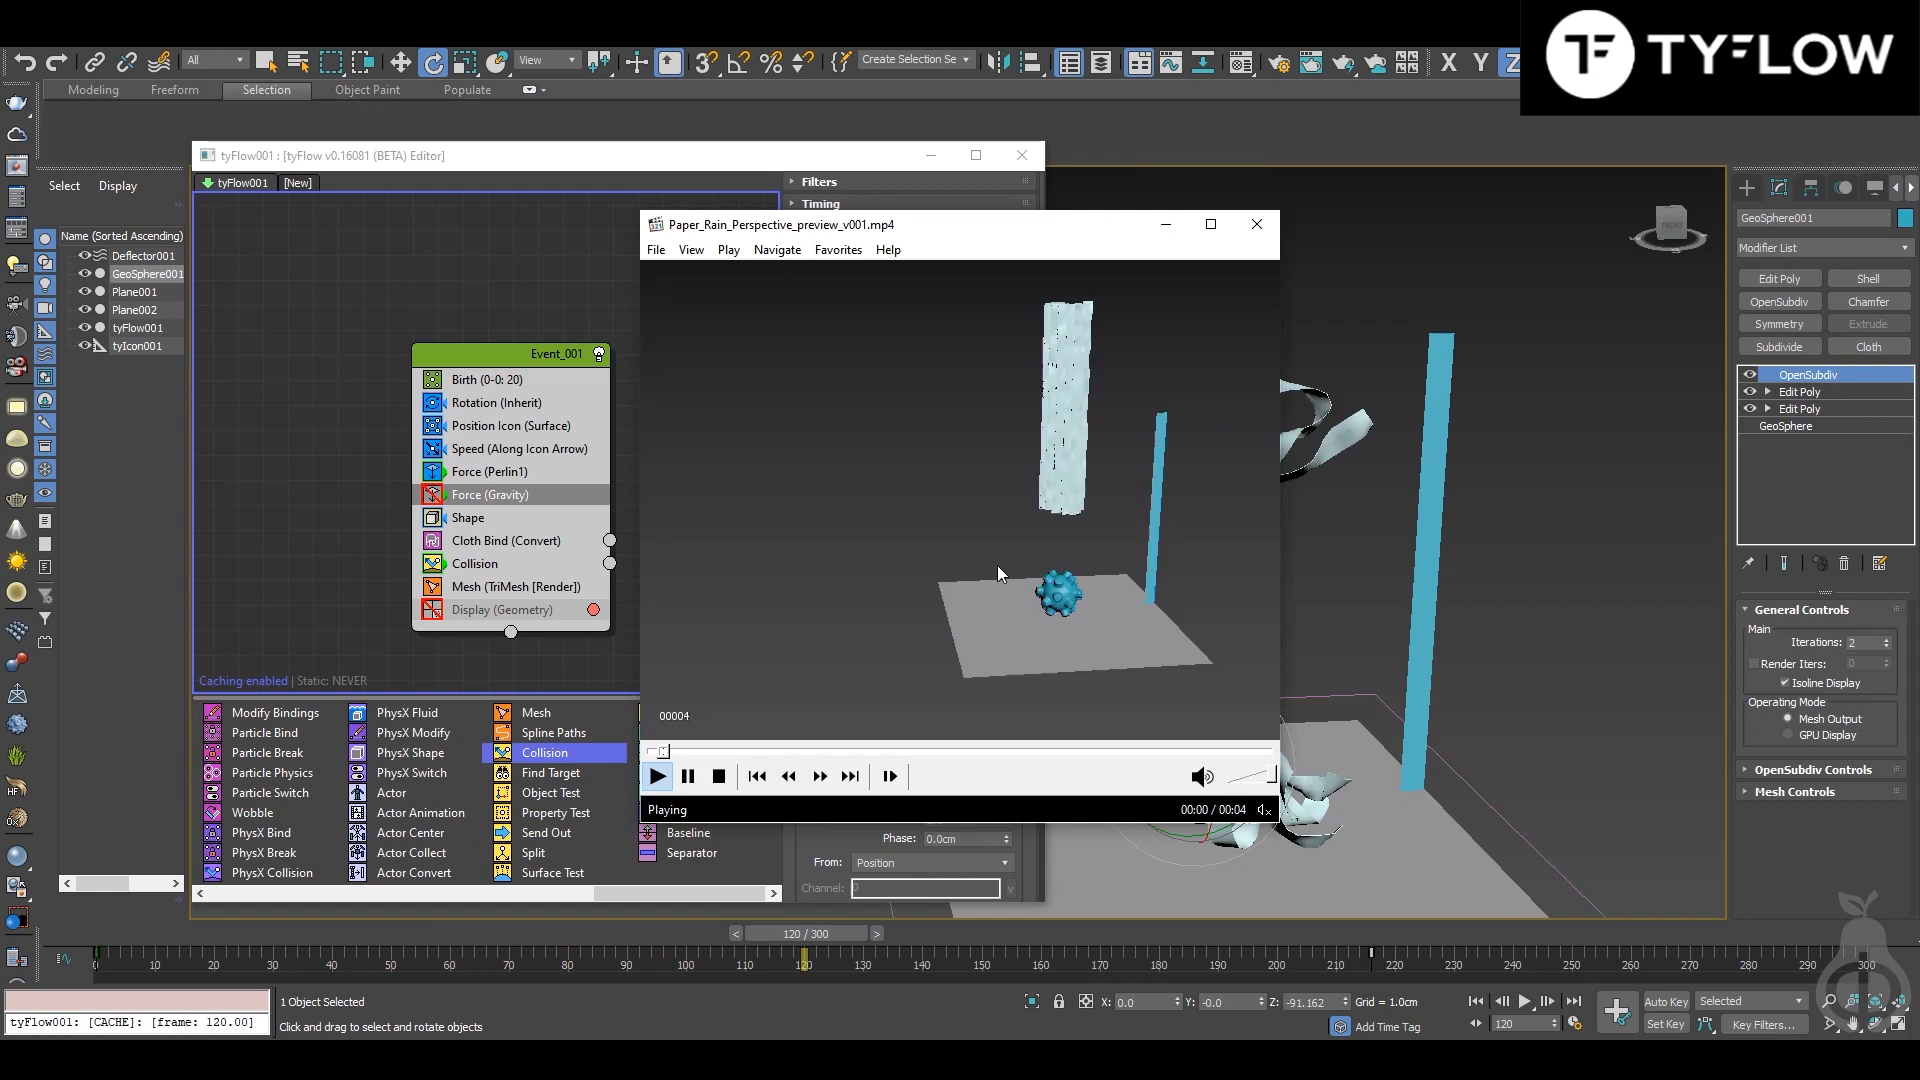 TYFLOW
All
View
Create Selection Se
X
Y
Z
Modeling
Freeform
Selection
Object Paint
Populate
Select
Display
Name (Sorted Ascending)
Deflector001
GeoSphere001
Plane001
Plane002
tyFlow001
tyIcon001
tyFlow001 : [tyFlow v0.16081 (BETA) Editor]
tyFlow001
[New]
Filters
Timing
Event_001
Birth (0-0: 20)
Rotation (Inherit)
Position Icon (Surface)
Speed (Along Icon Arrow)
Force (Perlin1)
Force (Gravity)
Shape
Cloth Bind (Convert)
Collision
Mesh (TriMesh [Render])
Display (Geometry)
Caching enabled | Static: NEVER
Modify Bindings
Particle Bind
Particle Break
Particle Physics
Particle Switch
Wobble
PhysX Bind
PhysX Break
PhysX Collision
PhysX Fluid
PhysX Modify
PhysX Shape
PhysX Switch
Actor
Actor Animation
Actor Center
Actor Collect
Actor Convert
Mesh
Spline Paths
Collision
Find Target
Object Test
Property Test
Send Out
Split
Surface Test
Baseline
Separator
Phase: 0.0cm
From: Position
Channel: 0
Paper_Rain_Perspective_preview_v001.mp4
File View Play Navigate Favorites Help
00004
Playing
00:00 / 00:04
FRONT
GeoSphere001
Modifier List
Edit Poly
Shell
OpenSubdiv
Chamfer
Symmetry
Extrude
Subdivide
Cloth
OpenSubdiv
Edit Poly
Edit Poly
GeoSphere
General Controls
Main
Iterations: 2
Render Iters: 0
Isoline Display
Operating Mode
Mesh Output
GPU Display
OpenSubdiv Controls
Mesh Controls
120 / 300
0 10 20 30 40 50 60 70 80 90 100 110 120 130 140 150 160 170 180 190 200 210 220 230 240 250 260 270 280 290 300
tyFlow001: [CACHE]: [frame: 120.00]
1 Object Selected
Click and drag to select and rotate objects
X: 0.0
Y: -0.0
Z: -91.162
Grid = 1.0cm
Add Time Tag
120
Auto Key
Selected
Set Key
Key Filters...